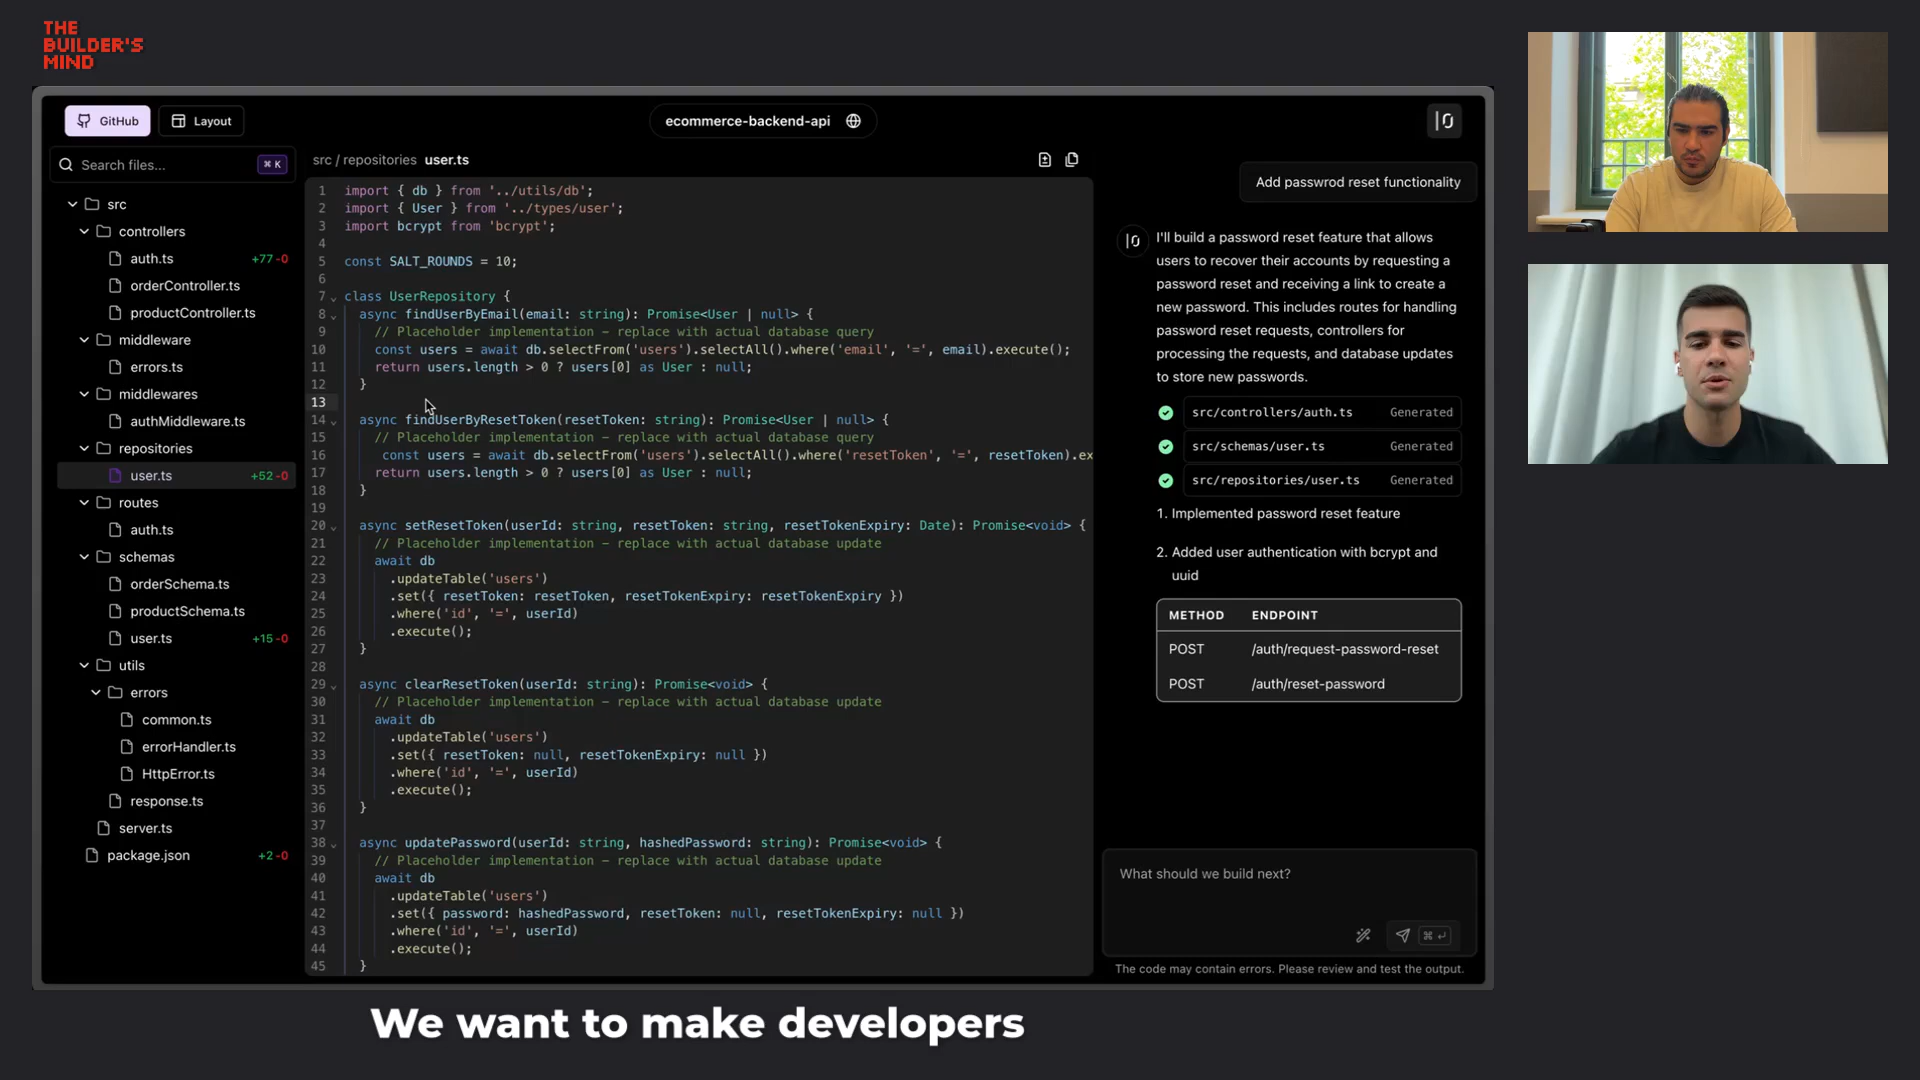 THE
BUILDER'S
MIND
GitHub
Layout
ecommerce-backend-api
Search files...
⌘ K
src
controllers
auth.ts +77 -0
orderController.ts
productController.ts
middleware
errors.ts
middlewares
authMiddleware.ts
repositories
user.ts +52 -0
routes
auth.ts
schemas
orderSchema.ts
productSchema.ts
user.ts +15 -0
utils
errors
common.ts
errorHandler.ts
HttpError.ts
response.ts
server.ts
package.json +2 -0
src / repositories user.ts
1 import { db } from '../utils/db';
2 import { User } from '../types/user';
3 import bcrypt from 'bcrypt';
4
5 const SALT_ROUNDS = 10;
6
7 class UserRepository {
8 async findUserByEmail(email: string): Promise<User | null> {
9 // Placeholder implementation – replace with actual database query
10 const users = await db.selectFrom('users').selectAll().where('email', '=', email).execute();
11 return users.length > 0 ? users[0] as User : null;
12 }
13
14 async findUserByResetToken(resetToken: string): Promise<User | null> {
15 // Placeholder implementation – replace with actual database query
16 const users = await db.selectFrom('users').selectAll().where('resetToken', '=', resetToken).ex
17 return users.length > 0 ? users[0] as User : null;
18 }
19
20 async setResetToken(userId: string, resetToken: string, resetTokenExpiry: Date): Promise<void> {
21 // Placeholder implementation – replace with actual database update
22 await db
23 .updateTable('users')
24 .set({ resetToken: resetToken, resetTokenExpiry: resetTokenExpiry })
25 .where('id', '=', userId)
26 .execute();
27 }
28
29 async clearResetToken(userId: string): Promise<void> {
30 // Placeholder implementation – replace with actual database update
31 await db
32 .updateTable('users')
33 .set({ resetToken: null, resetTokenExpiry: null })
34 .where('id', '=', userId)
35 .execute();
36 }
37
38 async updatePassword(userId: string, hashedPassword: string): Promise<void> {
39 // Placeholder implementation – replace with actual database update
40 await db
41 .updateTable('users')
42 .set({ password: hashedPassword, resetToken: null, resetTokenExpiry: null })
43 .where('id', '=', userId)
44 .execute();
45 }
Add passwrod reset functionality
I'll build a password reset feature that allows
users to recover their accounts by requesting a
password reset and receiving a link to create a
new password. This includes routes for handling
password reset requests, controllers for
processing the requests, and database updates
to store new passwords.
src/controllers/auth.ts Generated
src/schemas/user.ts Generated
src/repositories/user.ts Generated
1. Implemented password reset feature
2. Added user authentication with bcrypt and
uuid
METHOD ENDPOINT
POST /auth/request-password-reset
POST /auth/reset-password
What should we build next?
⌘ ↵
The code may contain errors. Please review and test the output.
We want to make developers